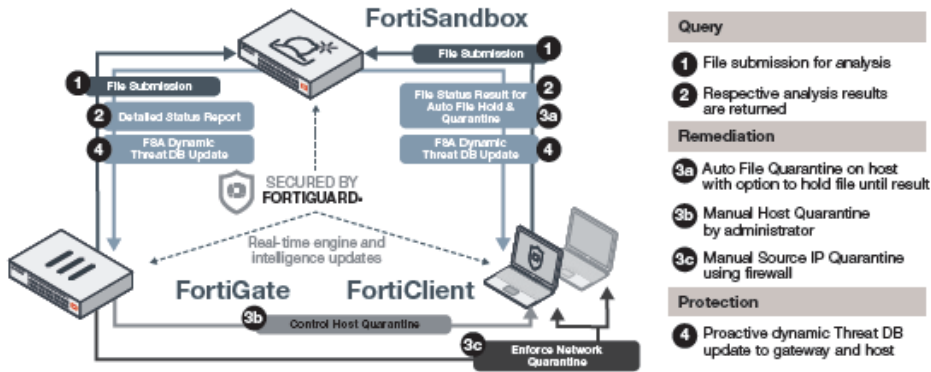 FortiSandbox
1 File Submission
2 Detailed Status Report
4 FSA Dynamic
Threat DB Update
File Submission 1
File Status Result for 2
Auto File Hold &
Quarantine 3a
FSA Dynamic 4
Threat DB Update
SECURED BY
FORTIGUARD
Real-time engine and
intelligence updates
FortiGate
FortiClient
3b Control Host Quarantine
3c Enforce Network
Quarantine
Query
1 File submission for analysis
2 Respective analysis results
are returned
Remediation
3a Auto File Quarantine on host
with option to hold file until result
3b Manual Host Quarantine
by administrator
3c Manual Source IP Quarantine
using firewall
Protection
4 Proactive dynamic Threat DB
update to gateway and host